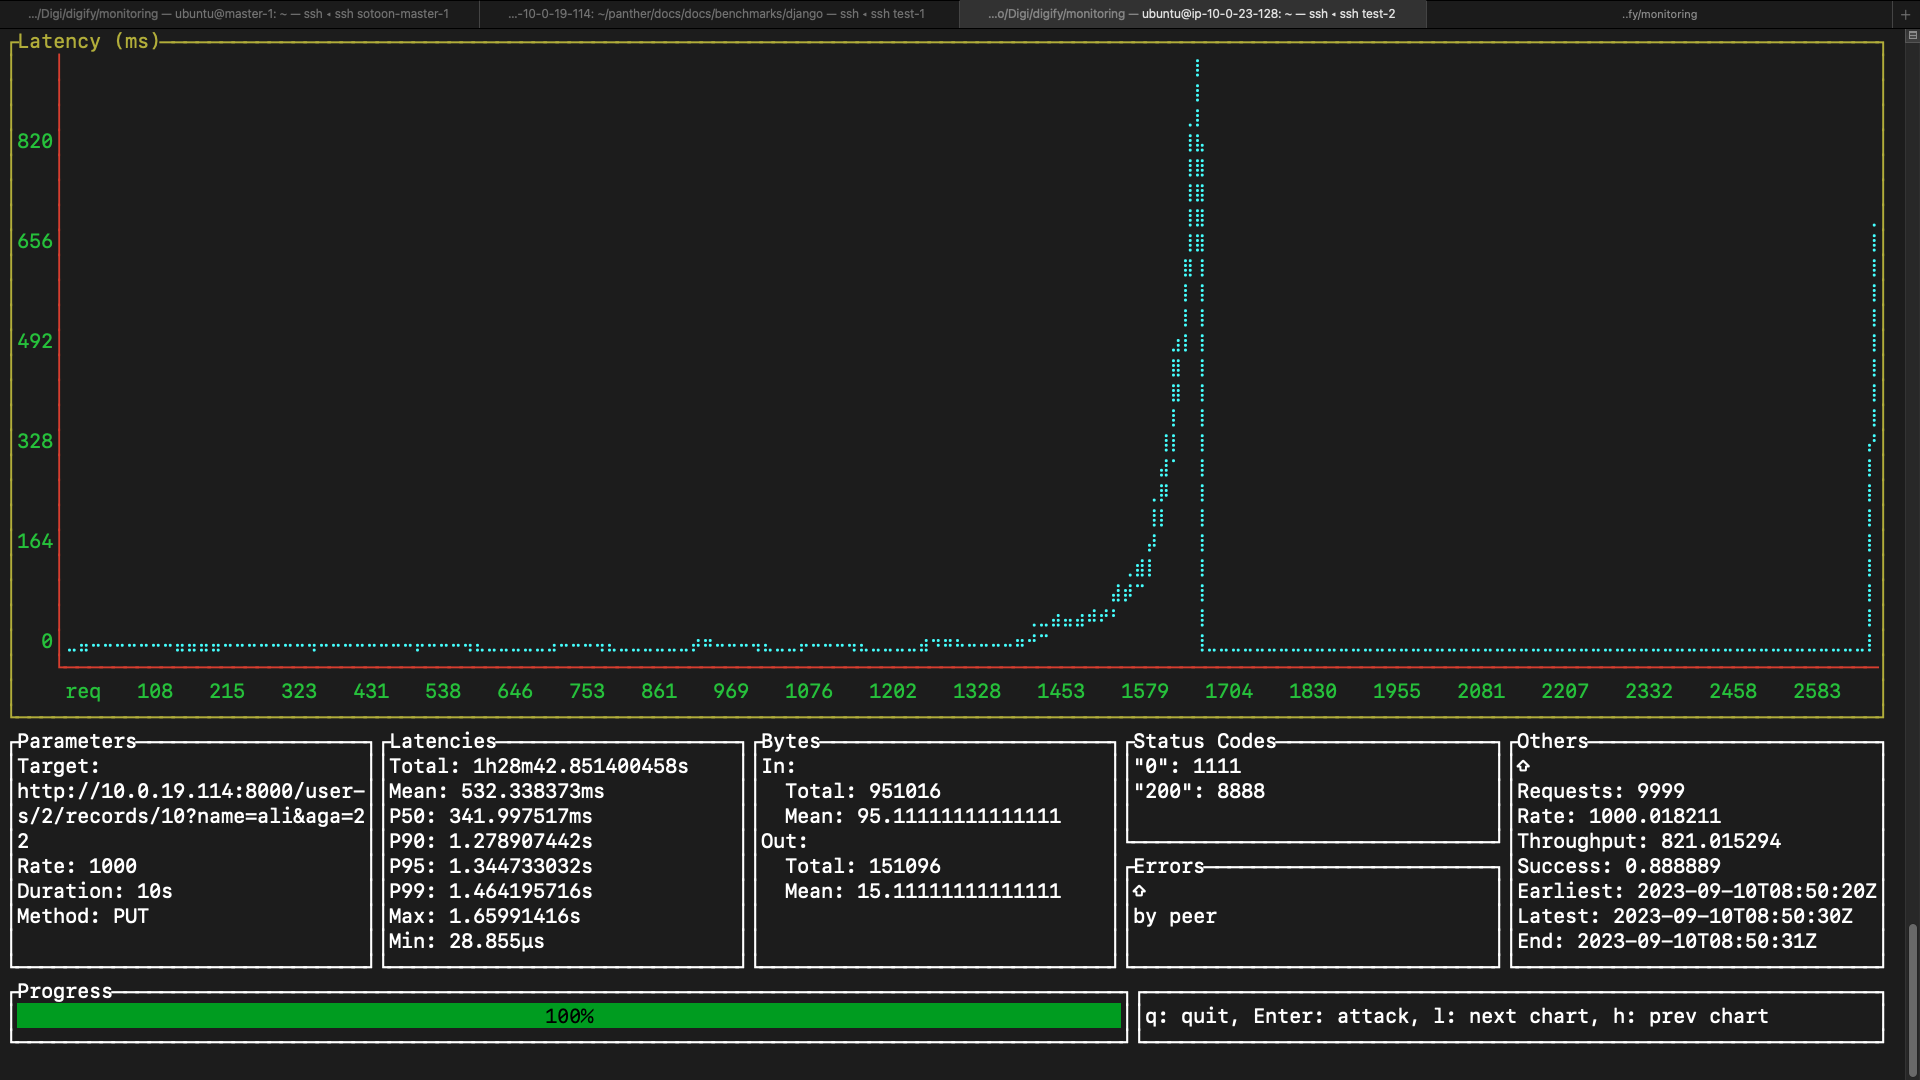 .../Digi/digify/monitoring — ubuntu@master-1: ~ — ssh ◂ ssh sotoon-master-1
...-10-0-19-114: ~/panther/docs/docs/benchmarks/django — ssh ◂ ssh test-1
...o/Digi/digify/monitoring — ubuntu@ip-10-0-23-128: ~ — ssh ◂ ssh test-2
..fy/monitoring
+
Latency (ms)
820
656
492
328
164
0
req 108 215 323 431 538 646 753 861 969 1076 1202 1328 1453 1579 1704 1830 1955 2081 2207 2332 2458 2583
Parameters
Target:
http://10.0.19.114:8000/user-
s/2/records/10?name=ali&aga=2
2
Rate: 1000
Duration: 10s
Method: PUT
Latencies
Total: 1h28m42.851400458s
Mean: 532.338373ms
P50: 341.997517ms
P90: 1.278907442s
P95: 1.344733032s
P99: 1.464195716s
Max: 1.65991416s
Min: 28.855µs
Bytes
In:
Total: 951016
Mean: 95.11111111111111
Out:
Total: 151096
Mean: 15.11111111111111
Status Codes
"0": 1111
"200": 8888
Errors
⇧
by peer
Others
⇧
Requests: 9999
Rate: 1000.018211
Throughput: 821.015294
Success: 0.888889
Earliest: 2023-09-10T08:50:20Z
Latest: 2023-09-10T08:50:30Z
End: 2023-09-10T08:50:31Z
Progress
100%
q: quit, Enter: attack, l: next chart, h: prev chart